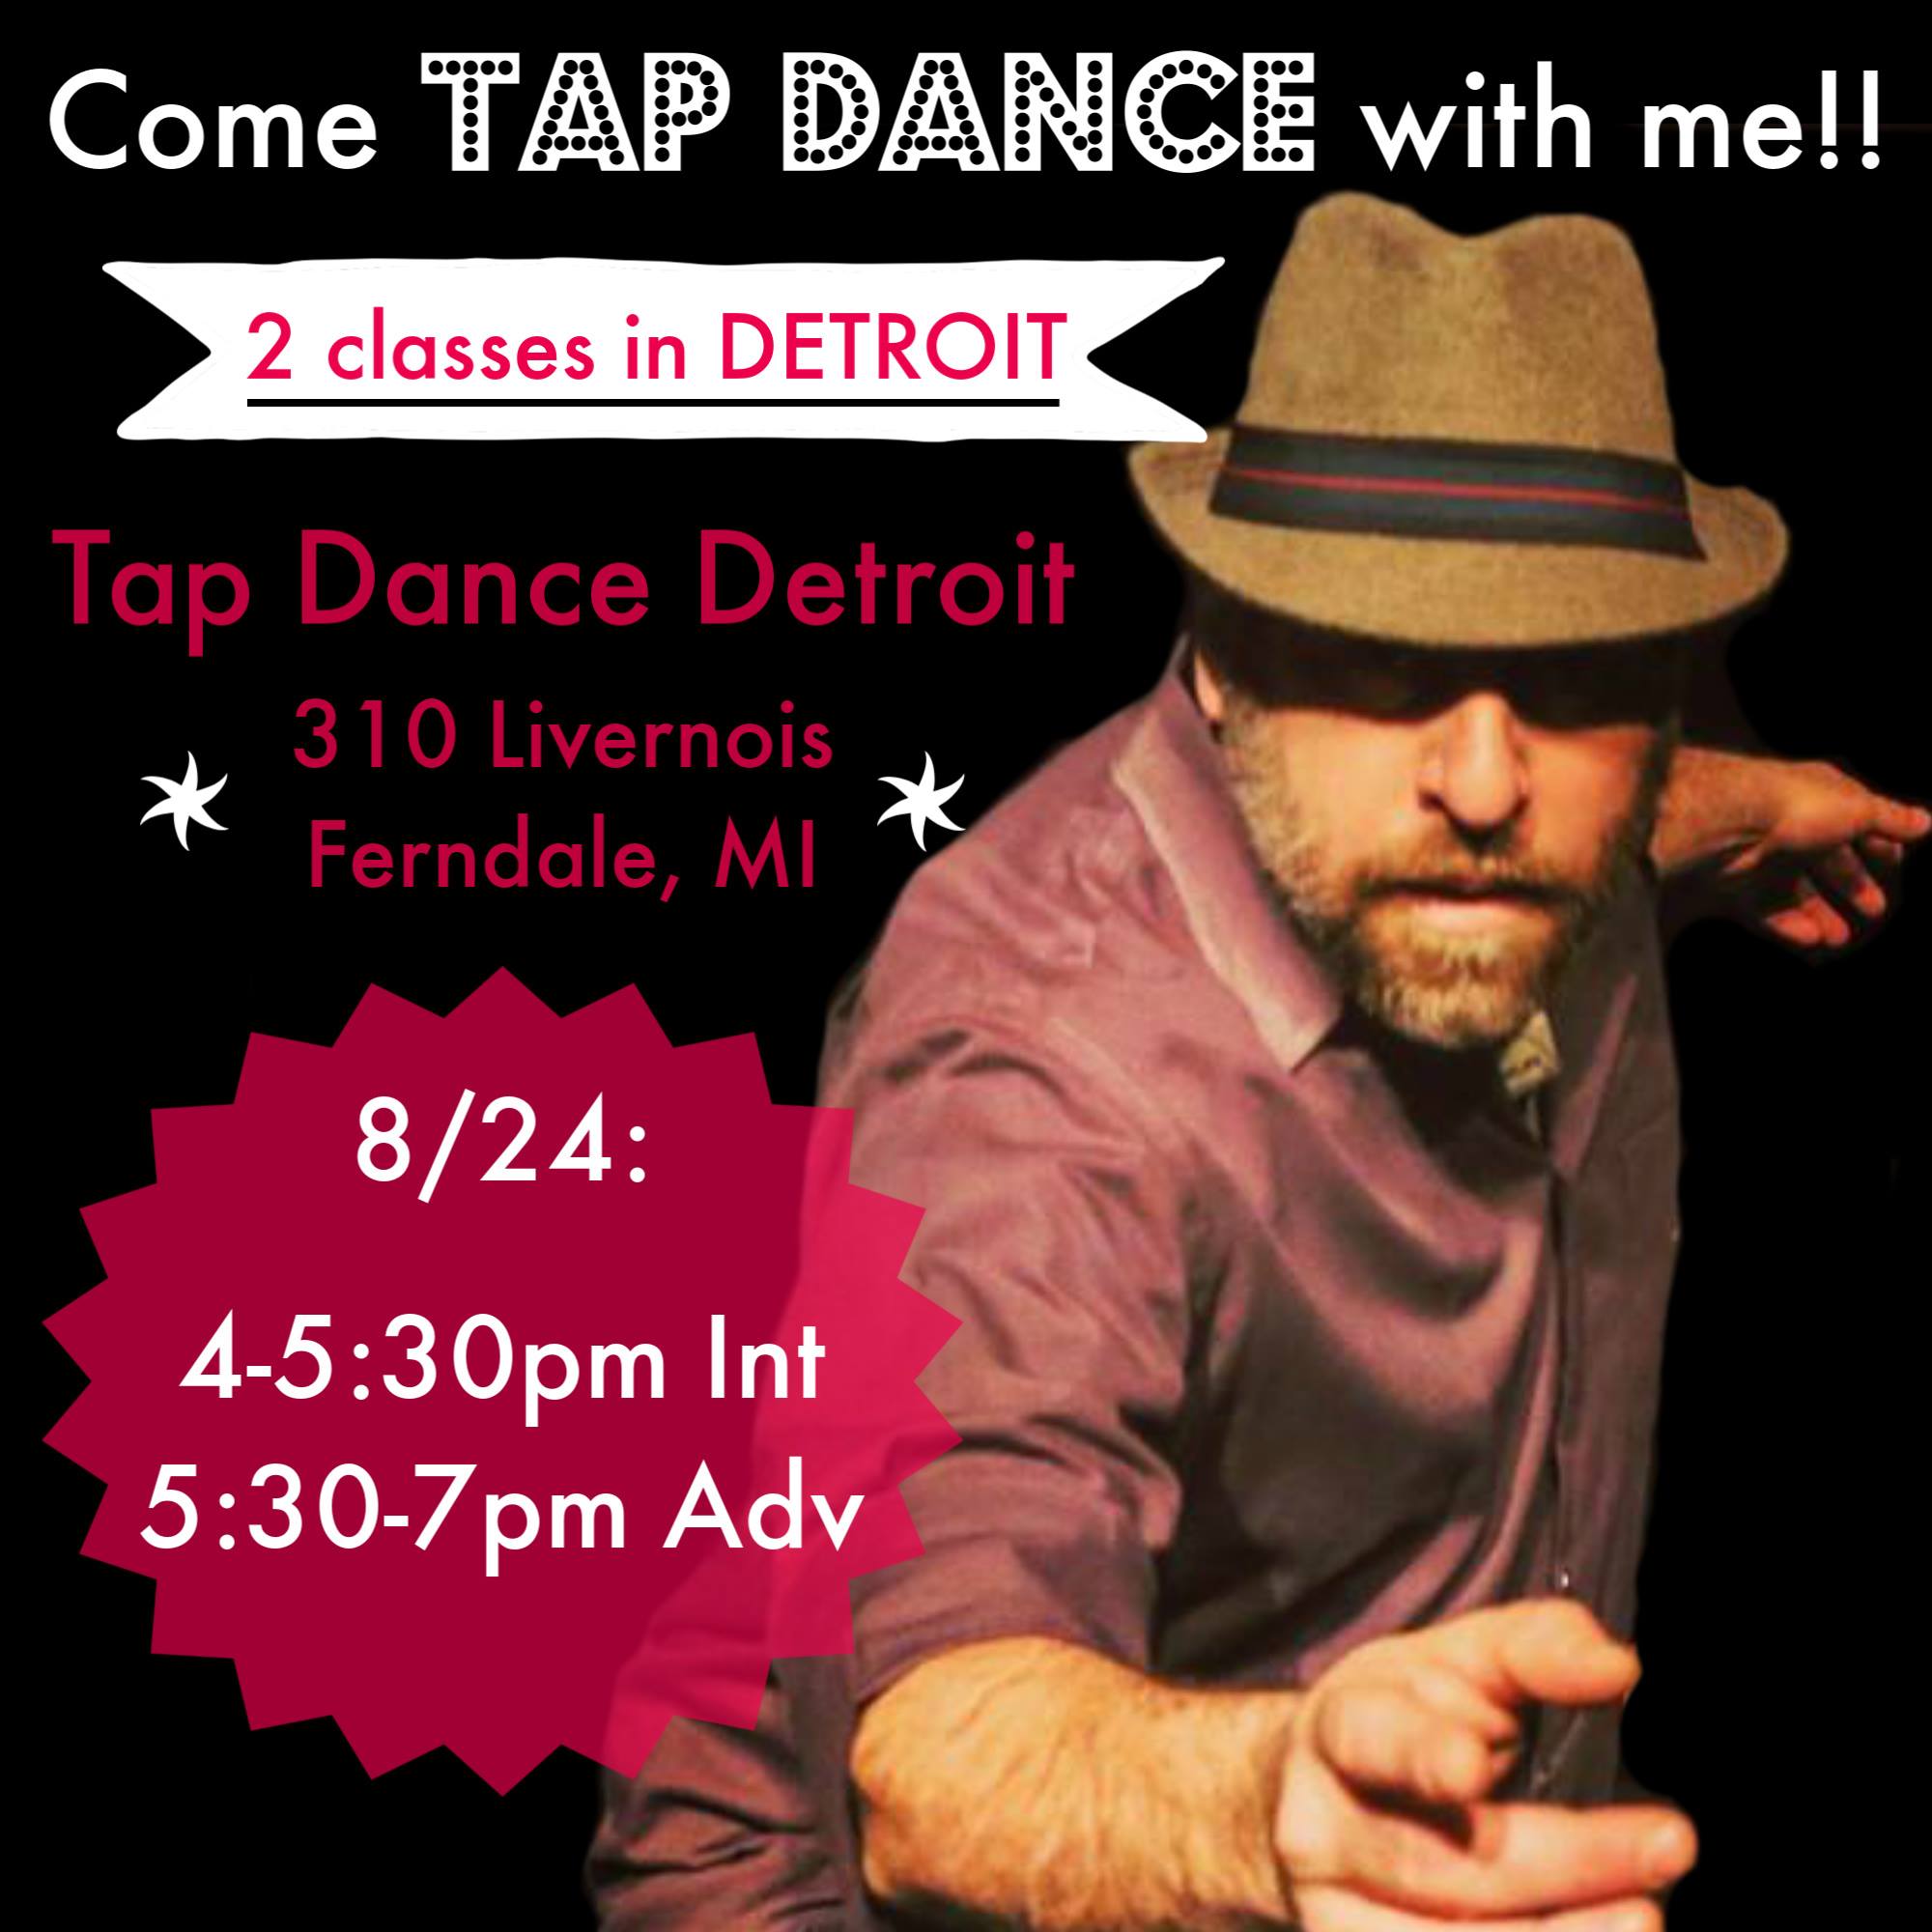 Come TAP DANCE with me!!
2 classes in DETROIT
Tap Dance Detroit
310 Livernois
Ferndale, MI
8/24:
4-5:30pm Int
5:30-7pm Adv